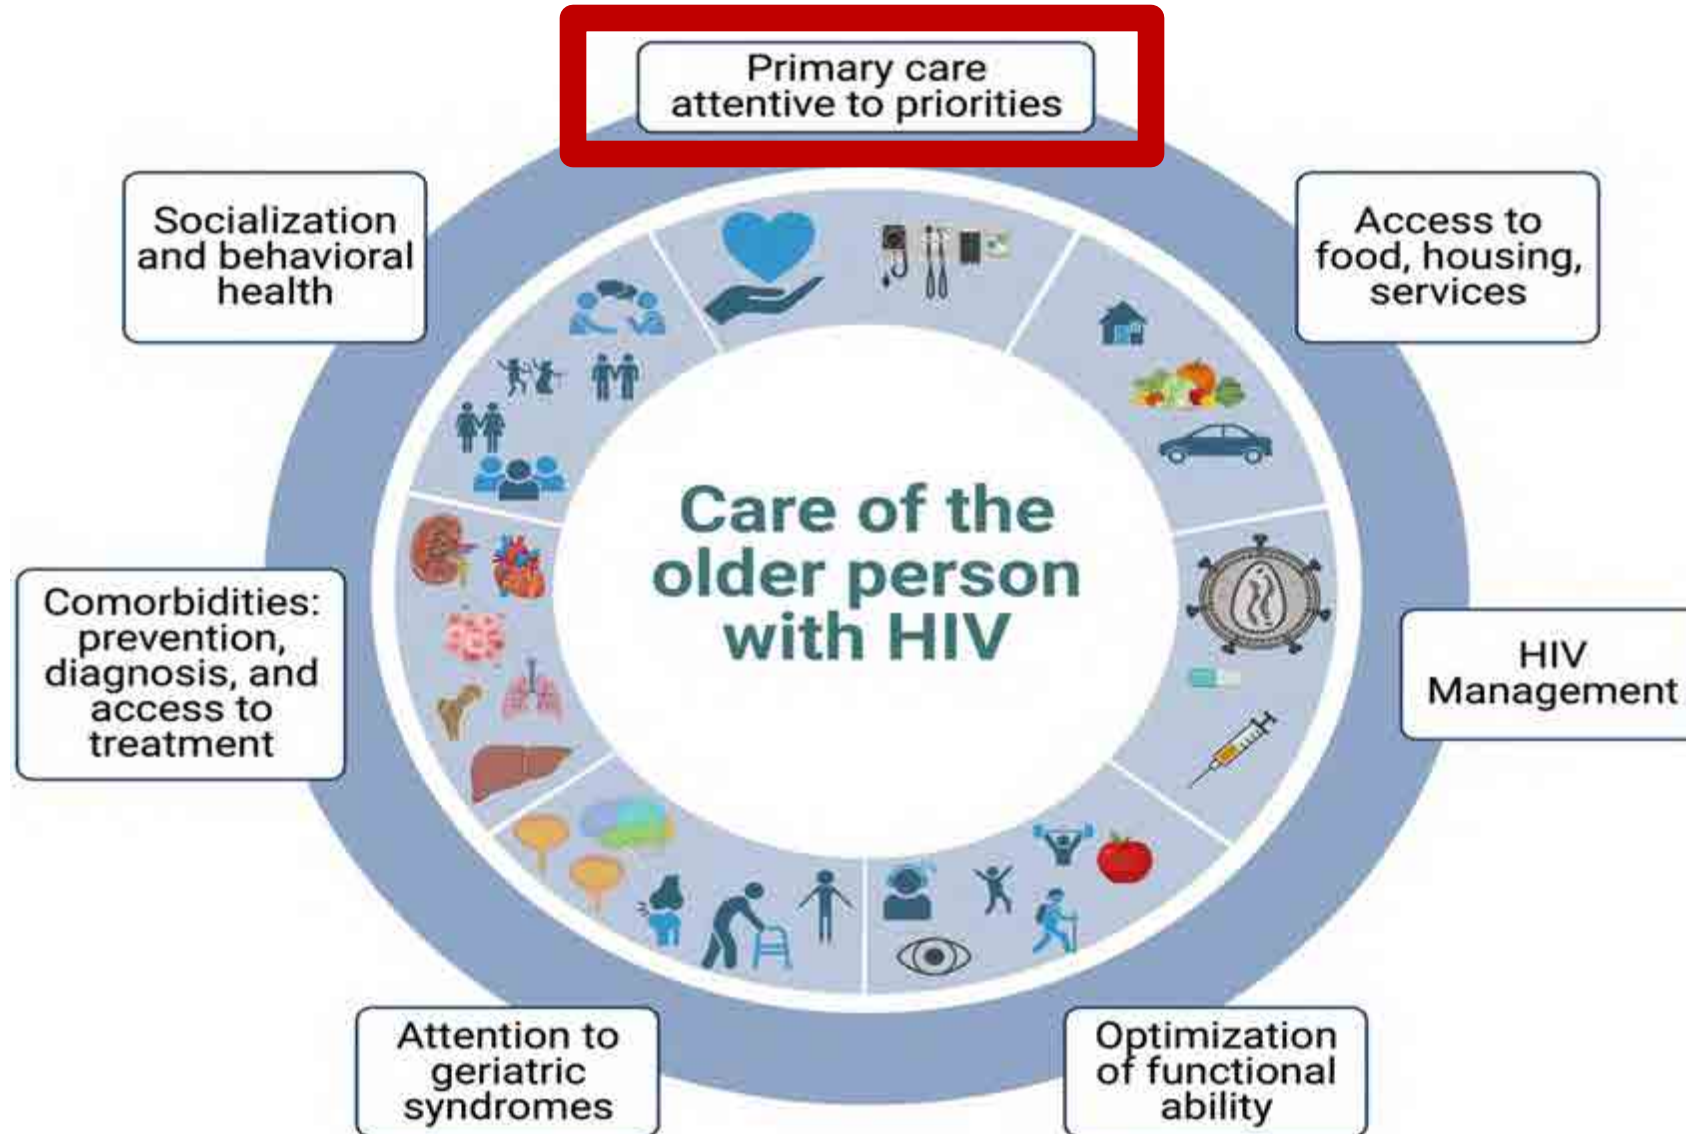 Primary care
attentive to priorities
Socialization
and behavioral
health
Access to
food, housing,
services
Care of the
older person
with HIV
Comorbidities:
prevention,
diagnosis, and
access to
treatment
HIV
Management
Attention to
geriatric
syndromes
Optimization
of functional
ability